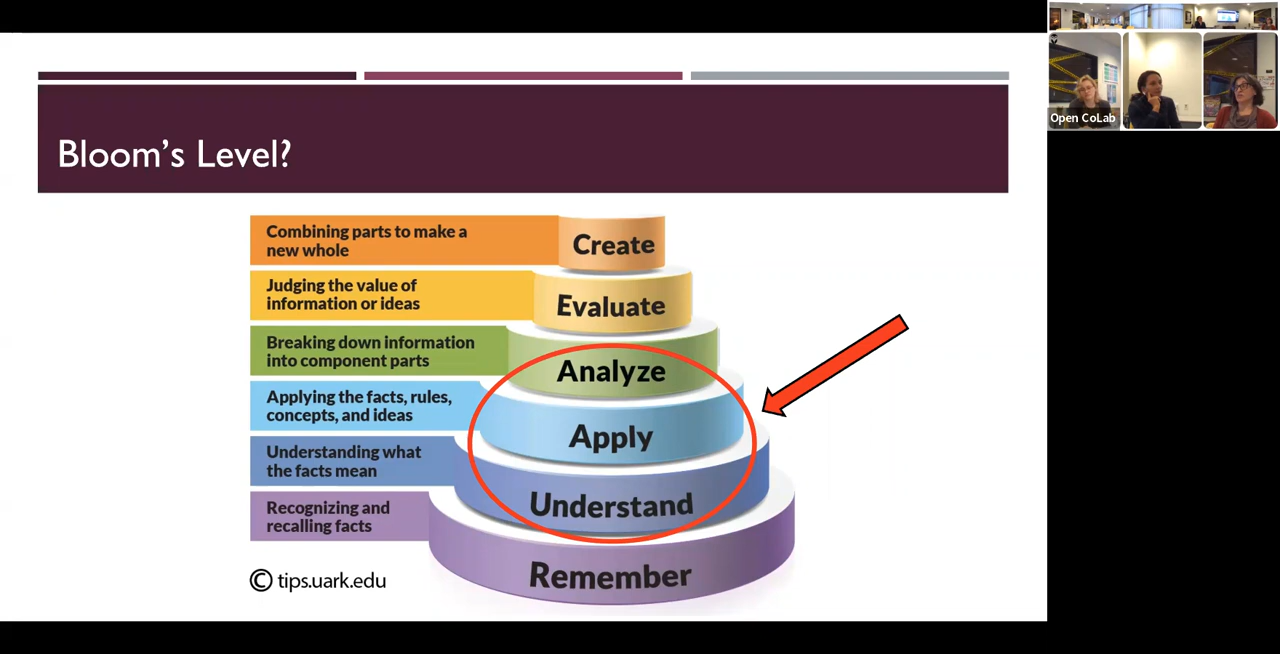 Bloom's Level?
Combining parts to make a
new whole
Create
Judging the value of
information or ideas
Evaluate
Breaking down information
into component parts
Analyze
Applying the facts, rules,
concepts, and ideas
Apply
Understanding what
the facts mean
Understand
Recognizing and
recalling facts
Remember
© tips.uark.edu
Open CoLab